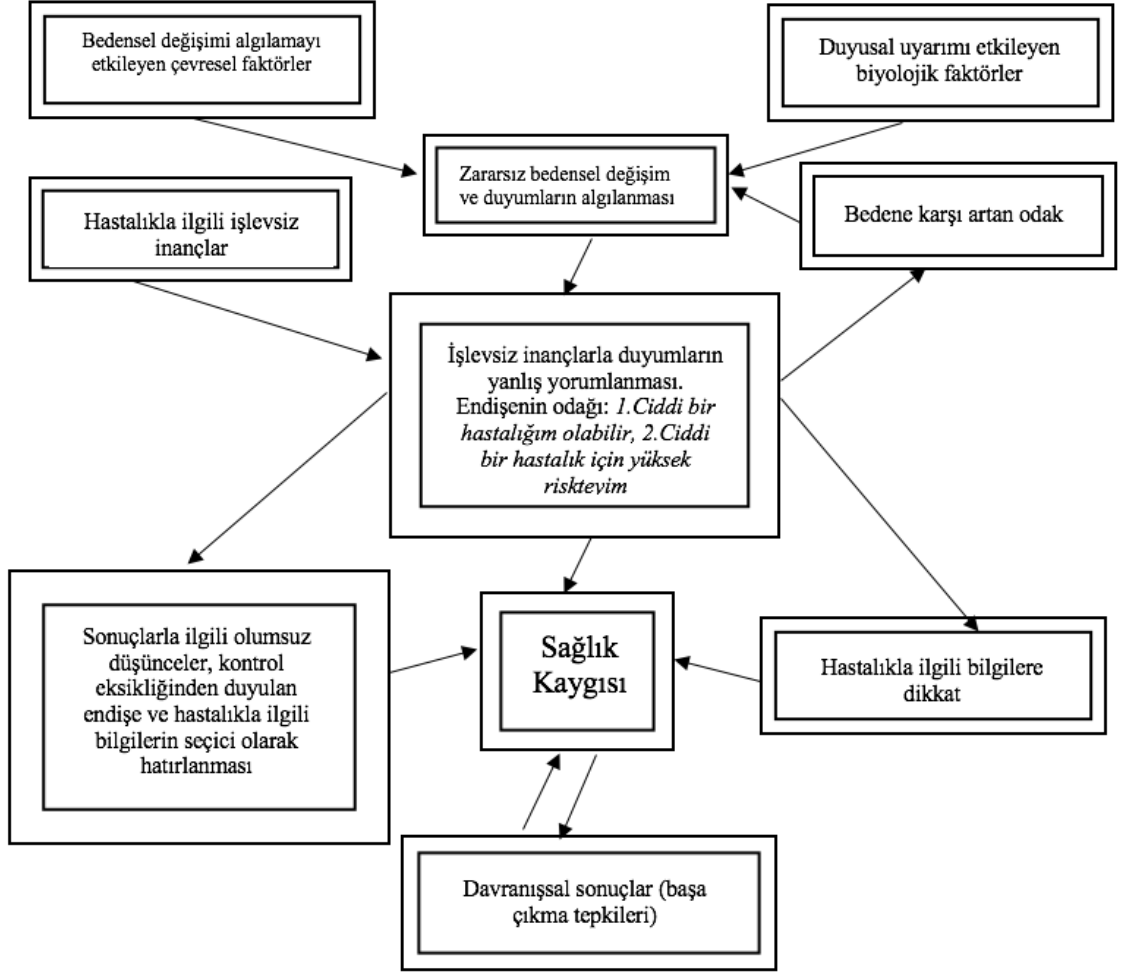 Bedensel değişimi algılamayı
etkileyen çevresel faktörler
Duyusal uyarımı etkileyen
biyolojik faktörler
Zararsız bedensel değişim
ve duyumların algılanması
Hastalıkla ilgili işlevsiz
inançlar
Bedene karşı artan odak
İşlevsiz inançlarla duyumların
yanlış yorumlanması.
Endişenin odağı: 1.Ciddi bir
hastalığım olabilir, 2.Ciddi
bir hastalık için yüksek
riskteyim
Sonuçlarla ilgili olumsuz
düşünceler, kontrol
eksikliğinden duyulan
endişe ve hastalıkla ilgili
bilgilerin seçici olarak
hatırlanması
Sağlık
Kaygısı
Hastalıkla ilgili bilgilere
dikkat
Davranışsal sonuçlar (başa
çıkma tepkileri)